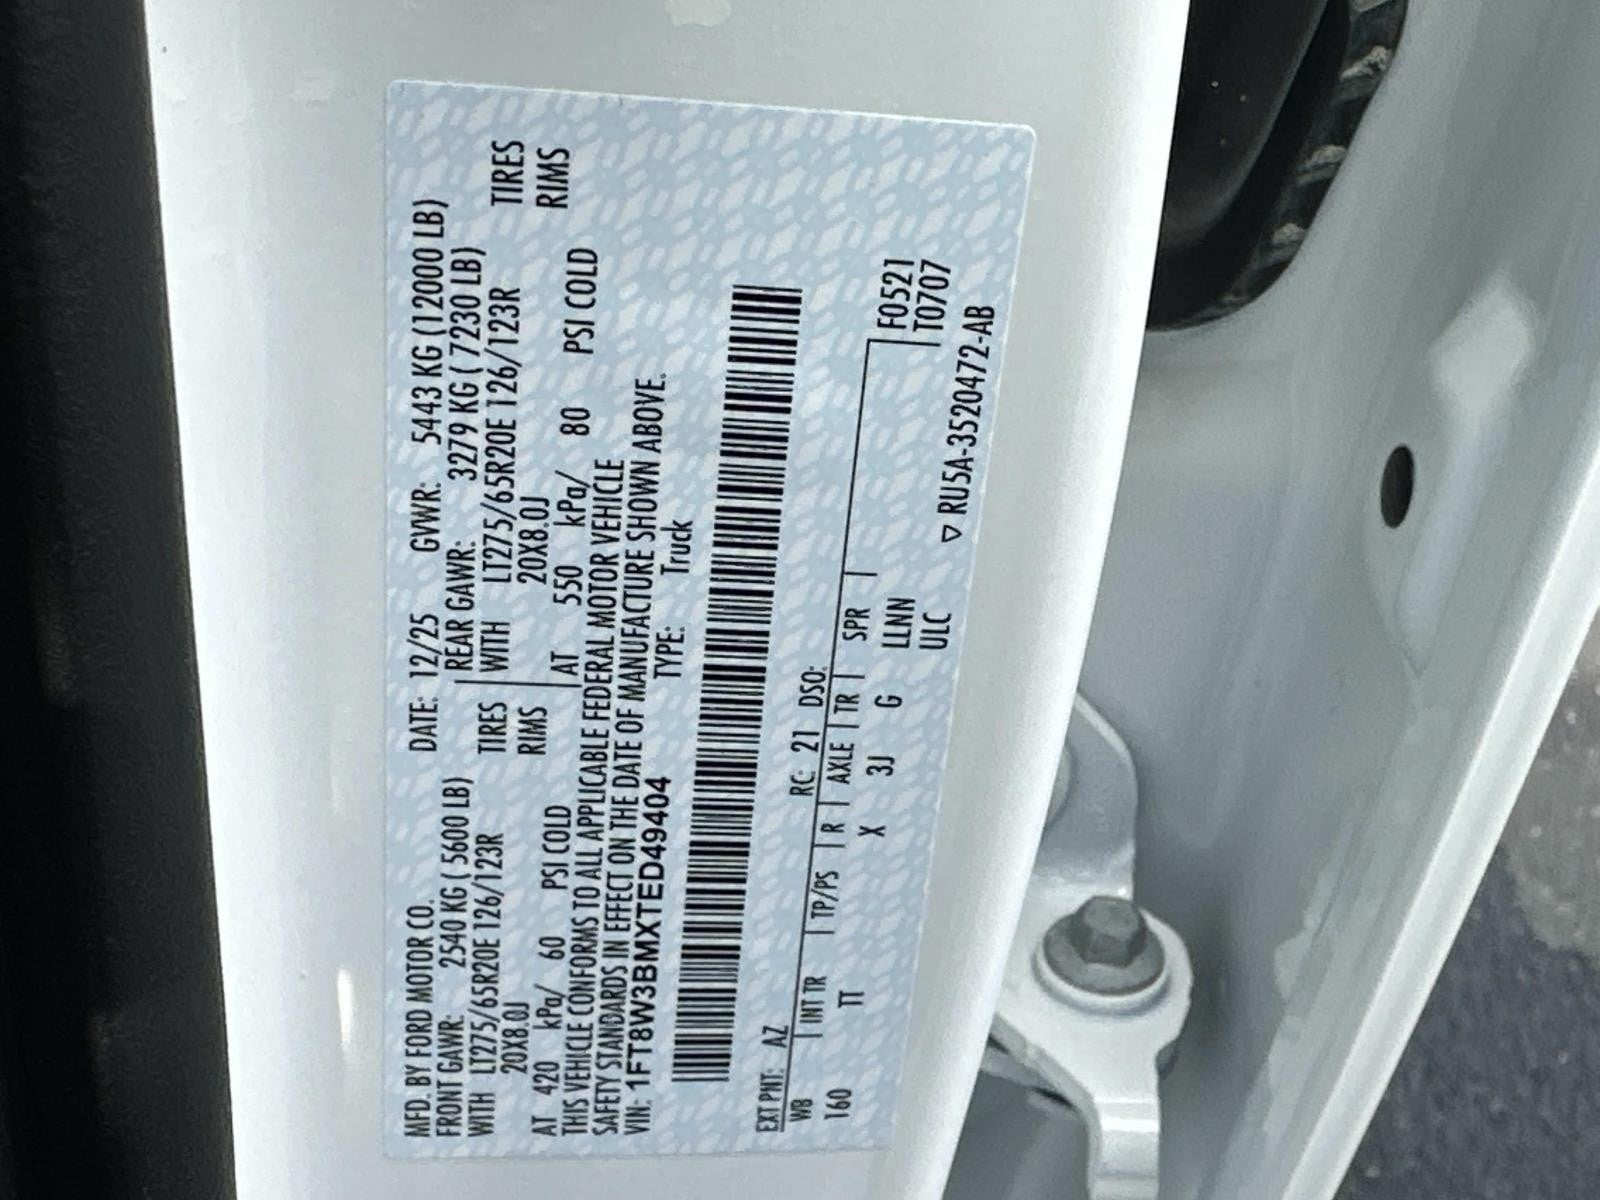 MFD. BY FORD MOTOR CO.
DATE: 12/25 GVWR: 5443 KG (12000 LB)
FRONT GAWR: 2540 KG ( 5600 LB)
REAR GAWR: 3279 KG ( 7230 LB)
WITH LT275/65R20E 126/123R TIRES
WITH LT275/65R20E 126/123R TIRES
20X8.0J RIMS
20X8.0J RIMS
AT 420 kPa/ 60 PSI COLD
AT 550 kPa/ 80 PSI COLD
THIS VEHICLE CONFORMS TO ALL APPLICABLE FEDERAL MOTOR VEHICLE
SAFETY STANDARDS IN EFFECT ON THE DATE OF MANUFACTURE SHOWN ABOVE.
VIN: 1FT8W3BMXTED49404 TYPE: Truck
EXT PNT: AZ RC: 21 DSO:
WB INT TR TP/PS R AXLE TR SPR F0521
160 TT X 3J G LLNN T0707
ULC
▽ RU5A-3520472-AB